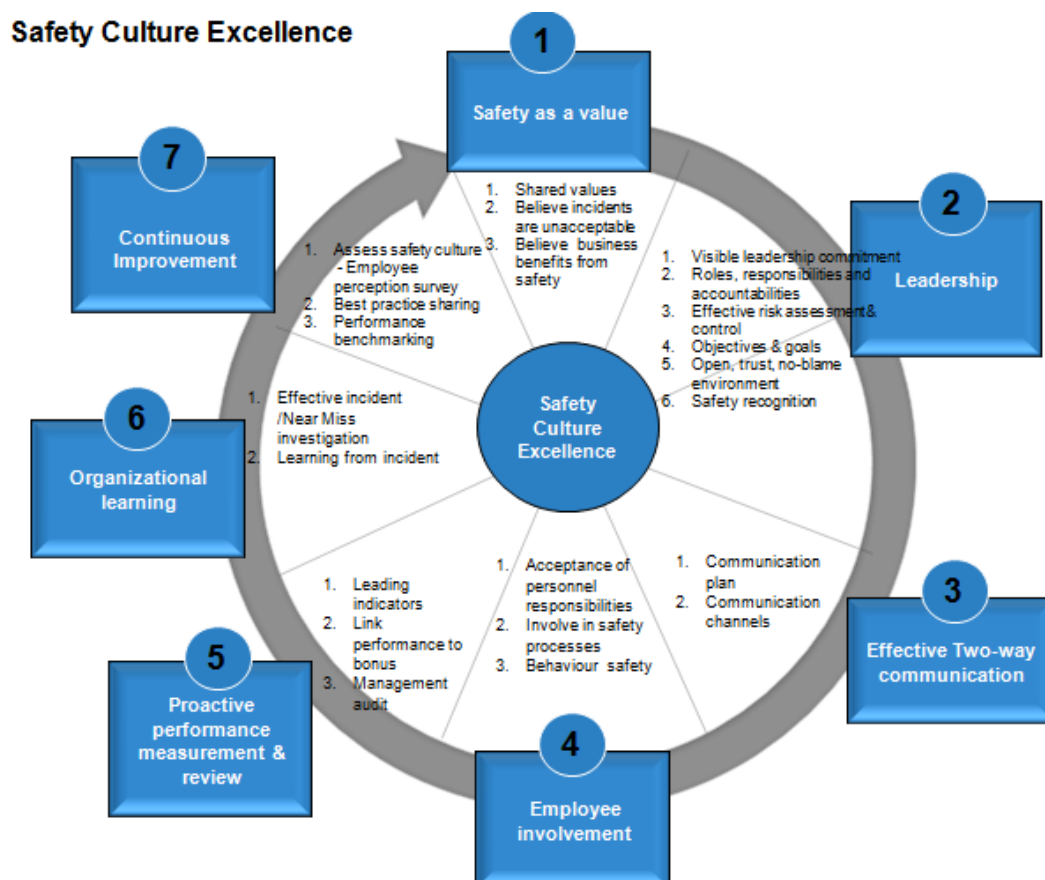 Safety Culture Excellence
1
Safety as a value
1. Shared values
2. Believe incidents
are unacceptable
3. Believe business
benefits from
safety
2
Leadership
1. Visible leadership commitment
2. Roles, responsibilities and
accountabilities
3. Effective risk assessment&
control
4. Objectives & goals
5. Open, trust, no-blame
environment
6. Safety recognition
3
Effective Two-way
communication
1. Communication
plan
2. Communication
channels
4
Employee
involvement
1. Acceptance of
personnel
responsibilities
2. Involve in safety
processes
3. Behaviour safety
5
Proactive
performance
measurement &
review
1. Leading
indicators
2. Link
performance to
bonus
3. Management
audit
6
Organizational
learning
1. Effective incident
/Near Miss
investigation
2. Learning from incident
7
Continuous
Improvement
1. Assess safety culture
- Employee
perception survey
2. Best practice sharing
3. Performance
benchmarking
Safety
Culture
Excellence